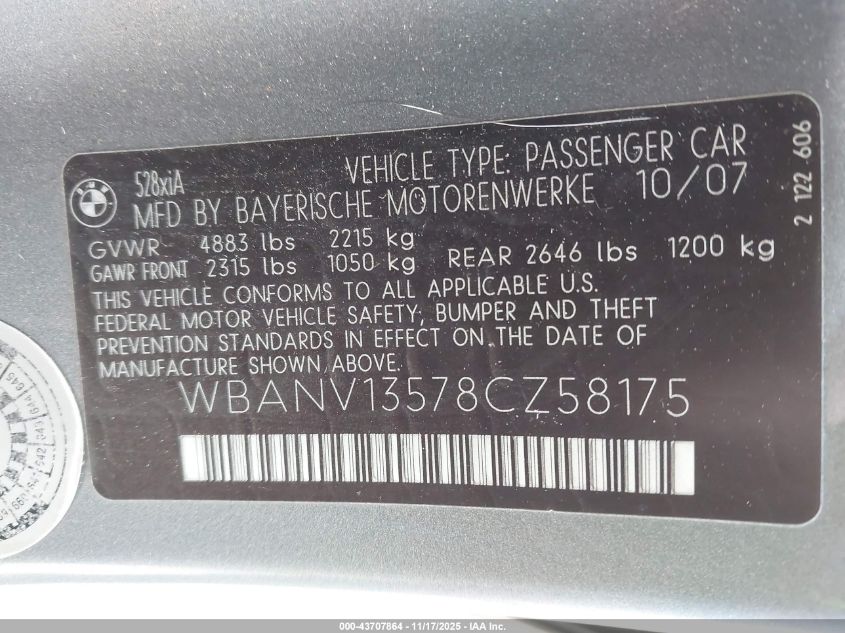 528xiA
VEHICLE TYPE: PASSENGER CAR
MFD BY BAYERISCHE MOTORENWERKE 10/07
GVWR 4883 lbs 2215 kg
GAWR FRONT 2315 lbs 1050 kg REAR 2646 lbs 1200 kg
THIS VEHICLE CONFORMS TO ALL APPLICABLE U.S.
FEDERAL MOTOR VEHICLE SAFETY, BUMPER AND THEFT
PREVENTION STANDARDS IN EFFECT ON THE DATE OF
MANUFACTURE SHOWN ABOVE.
WBANV13578CZ58175
2 122 606
BMW
000-43707864 - 11/17/2025 - IAA Inc.